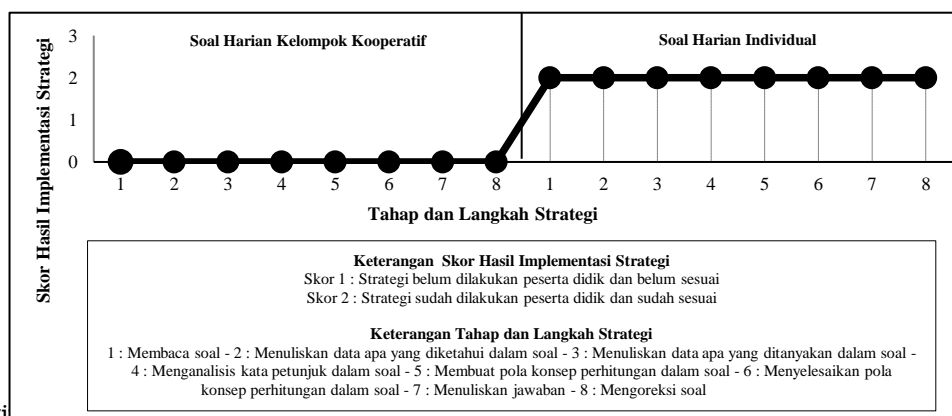 Soal Harian Kelompok Kooperatif
Soal Harian Individual
Skor Hasil Implementasi Strategi
3
2
1
0
1 2 3 4 5 6 7 8 1 2 3 4 5 6 7 8
Tahap dan Langkah Strategi
Keterangan Skor Hasil Implementasi Strategi
Skor 1 : Strategi belum dilakukan peserta didik dan belum sesuai
Skor 2 : Strategi sudah dilakukan peserta didik dan sudah sesuai
Keterangan Tahap dan Langkah Strategi
1 : Membaca soal - 2 : Menuliskan data apa yang diketahui dalam soal - 3 : Menuliskan data apa yang ditanyakan dalam soal -
4 : Menganalisis kata petunjuk dalam soal - 5 : Membuat pola konsep perhitungan dalam soal - 6 : Menyelesaikan pola
konsep perhitungan dalam soal - 7 : Menuliskan jawaban - 8 : Mengoreksi soal